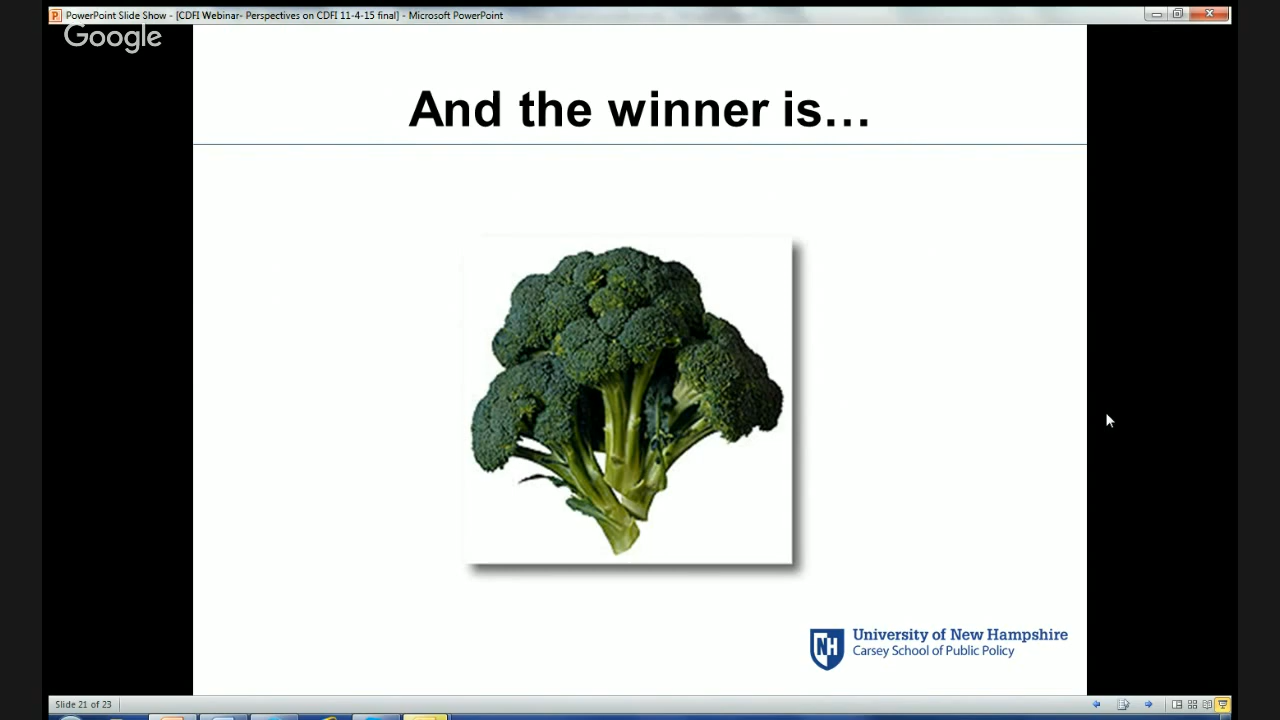 PowerPoint Slide Show - [CDFI Webinar- Perspectives on CDFI 11-4-15 final] - Microsoft PowerPoint
Google
And the winner is…
NH
University of New Hampshire
Carsey School of Public Policy
Slide 21 of 23